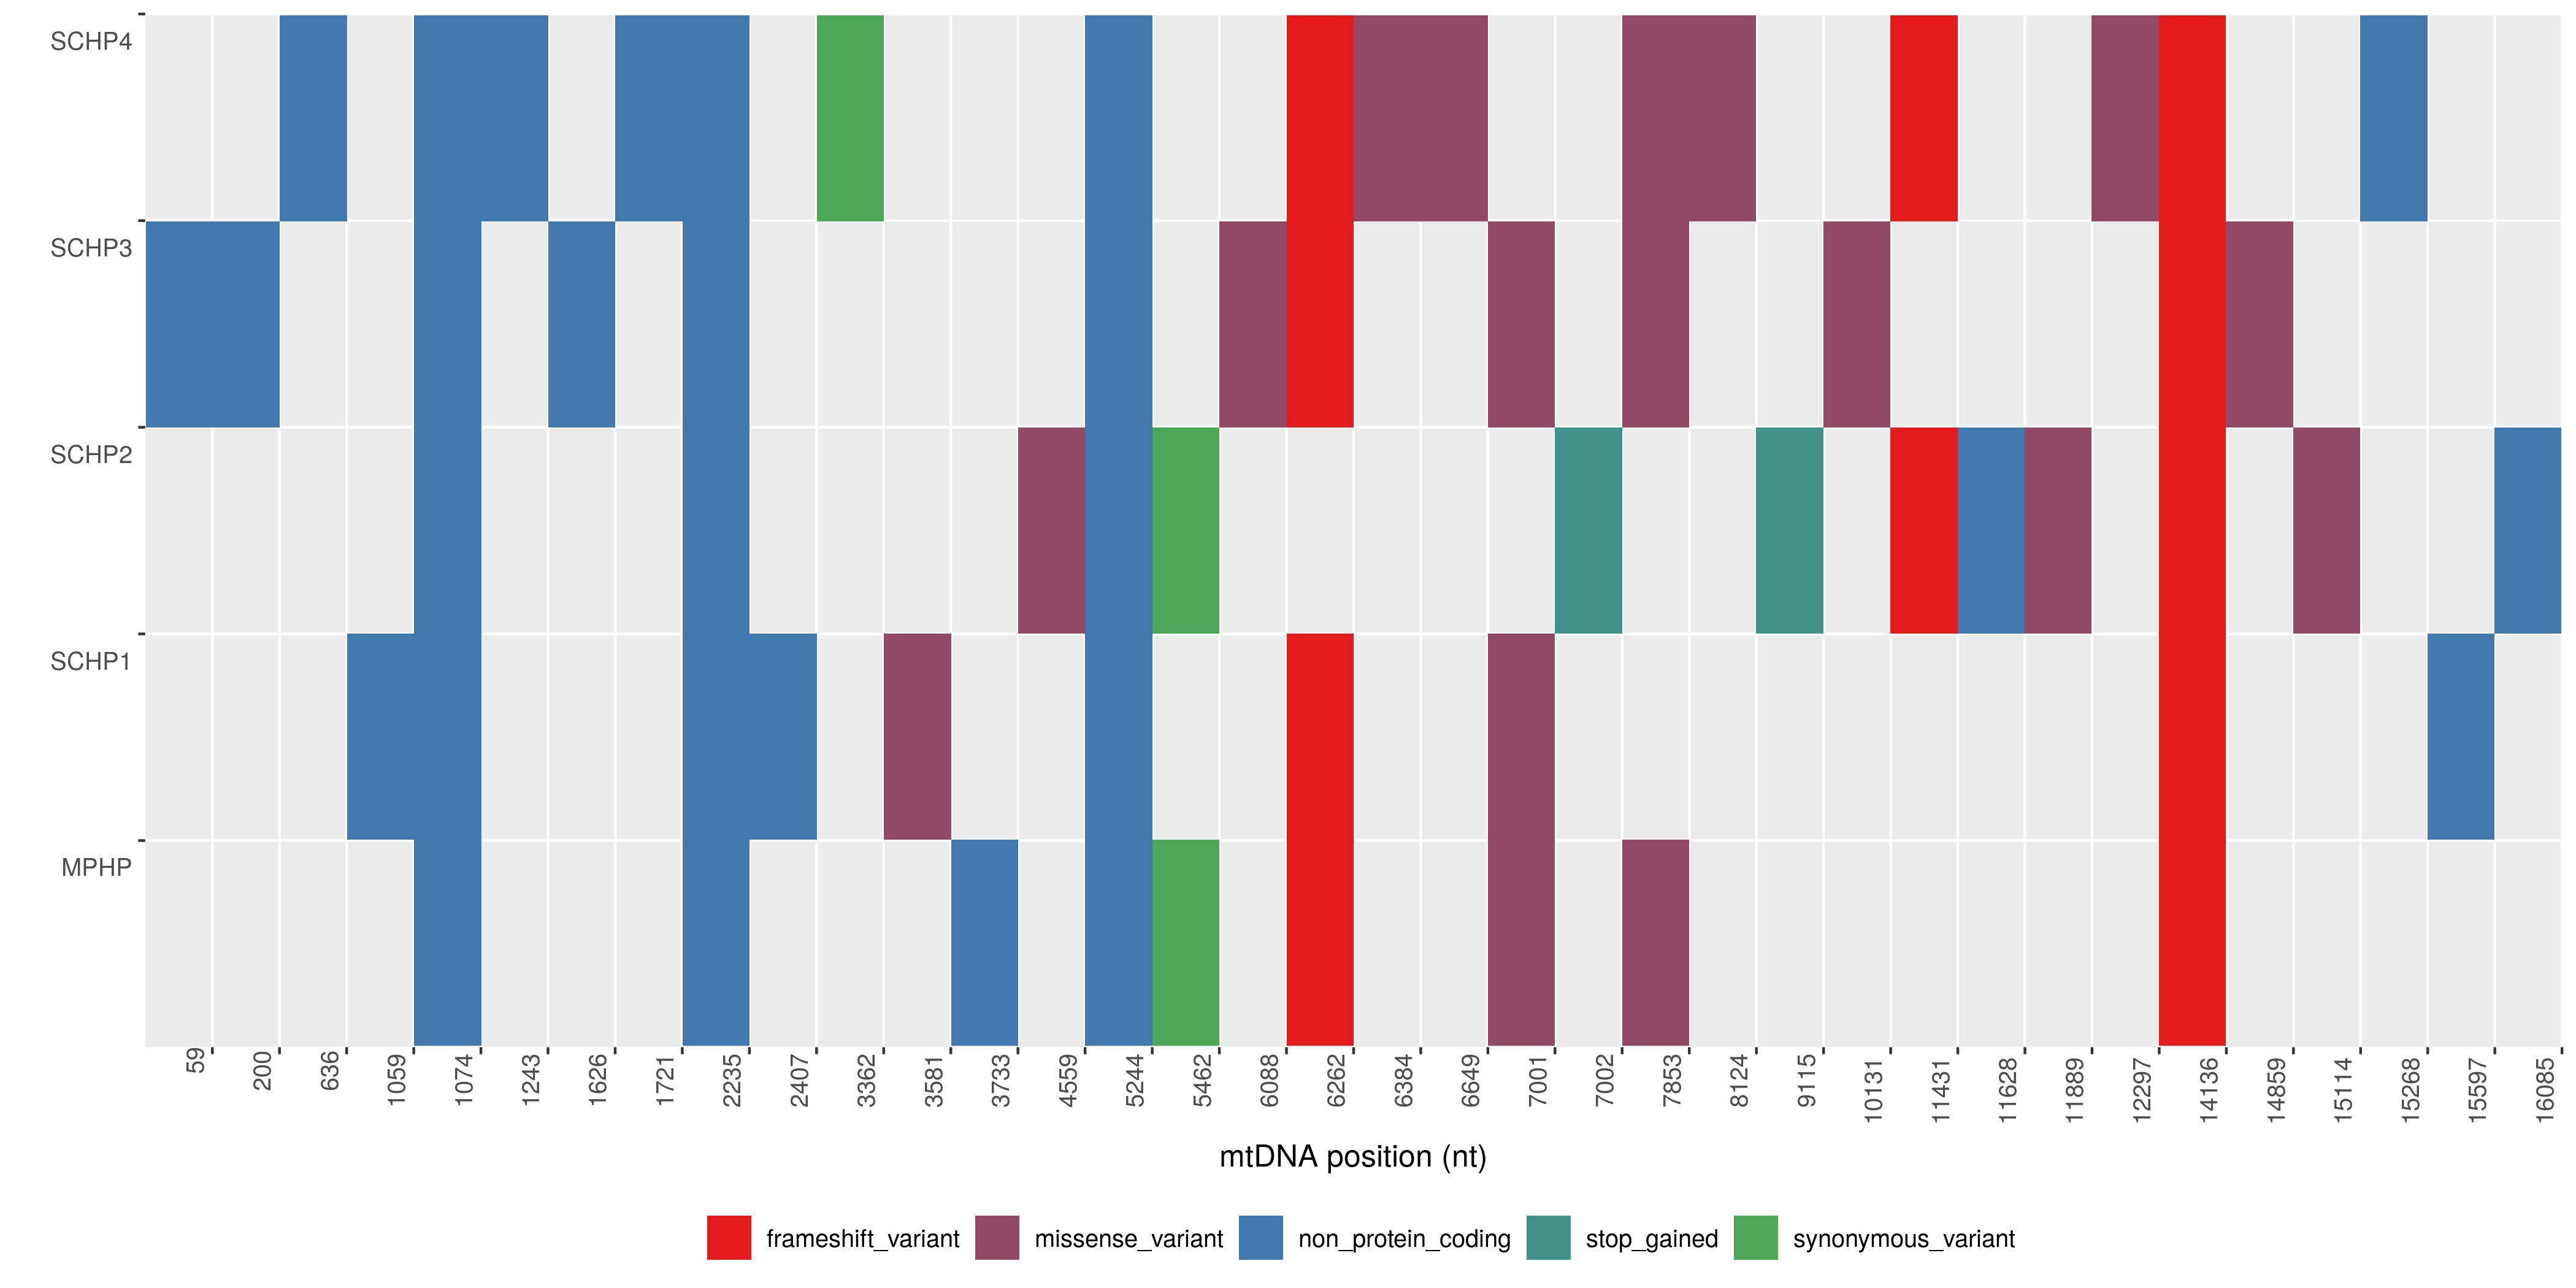 SCHP4
SCHP3
SCHP2
SCHP1
MPHP
59 200 636 1059 1074 1243 1626 1721 2235 2407 3362 3581 3733 4559 5244 5462 6088 6262 6384 6649 7001 7002 7853 8124 9115 10131 11431 11628 11889 12297 14136 14859 15114 15268 15597 16085
mtDNA position (nt)
frameshift_variant missense_variant non_protein_coding stop_gained synonymous_variant